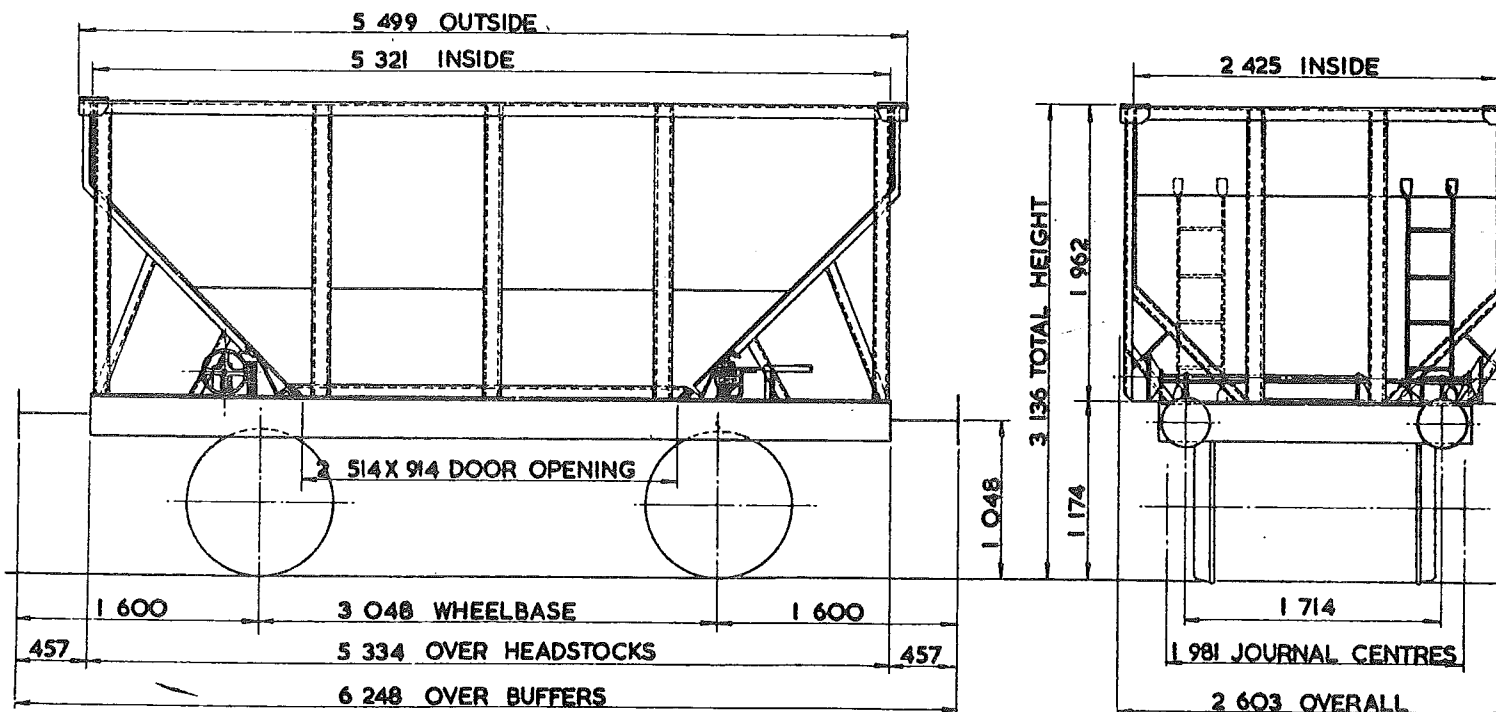 5 499 OUTSIDE
5 321 INSIDE
2 425 INSIDE
3 136 TOTAL HEIGHT
1 962
2 514 X 914 DOOR OPENING
1 048
1 174
1 600
3 048 WHEELBASE
1 600
1 714
457
5 334 OVER HEADSTOCKS
457
1 981 JOURNAL CENTRES
6 248 OVER BUFFERS
2 603 OVERALL